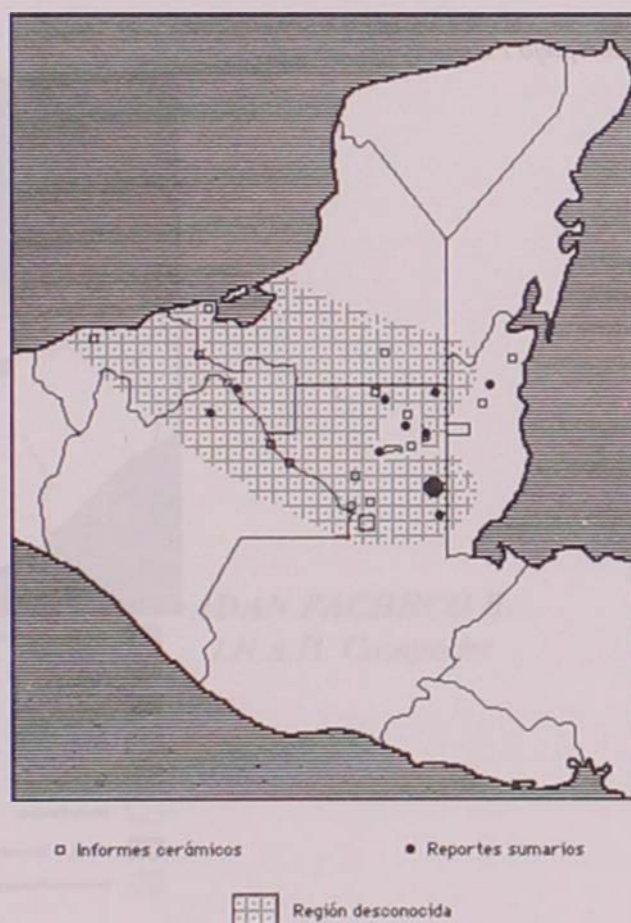 Informes cerámicos
Reportes sumarios
Región desconocida